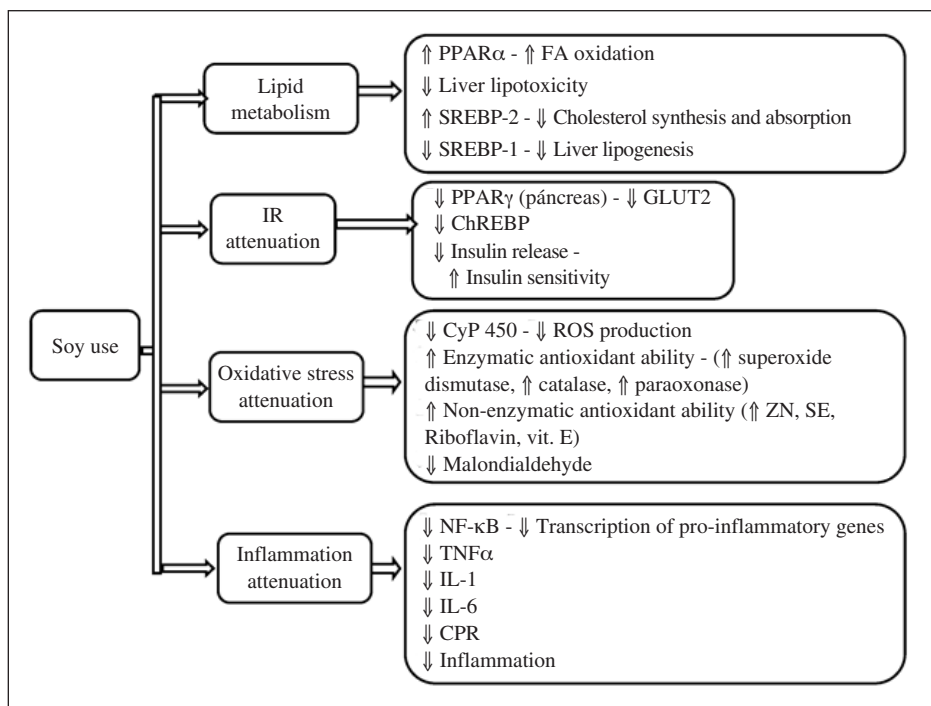 Soy use
Lipid
metabolism
⇑ PPARα - ⇑ FA oxidation
⇓ Liver lipotoxicity
⇑ SREBP-2 - ⇓ Cholesterol synthesis and absorption
⇓ SREBP-1 - ⇓ Liver lipogenesis
IR
attenuation
⇓ PPARγ (páncreas) - ⇓ GLUT2
⇓ ChREBP
⇓ Insulin release -
⇑ Insulin sensitivity
Oxidative stress
attenuation
⇓ CyP 450 - ⇓ ROS production
⇑ Enzymatic antioxidant ability - (⇑ superoxide
dismutase, ⇑ catalase, ⇑ paraoxonase)
⇑ Non-enzymatic antioxidant ability (⇑ ZN, SE,
Riboflavin, vit. E)
⇓ Malondialdehyde
Inflammation
attenuation
⇓ NF-κB - ⇓ Transcription of pro-inflammatory genes
⇓ TNFα
⇓ IL-1
⇓ IL-6
⇓ CPR
⇓ Inflammation